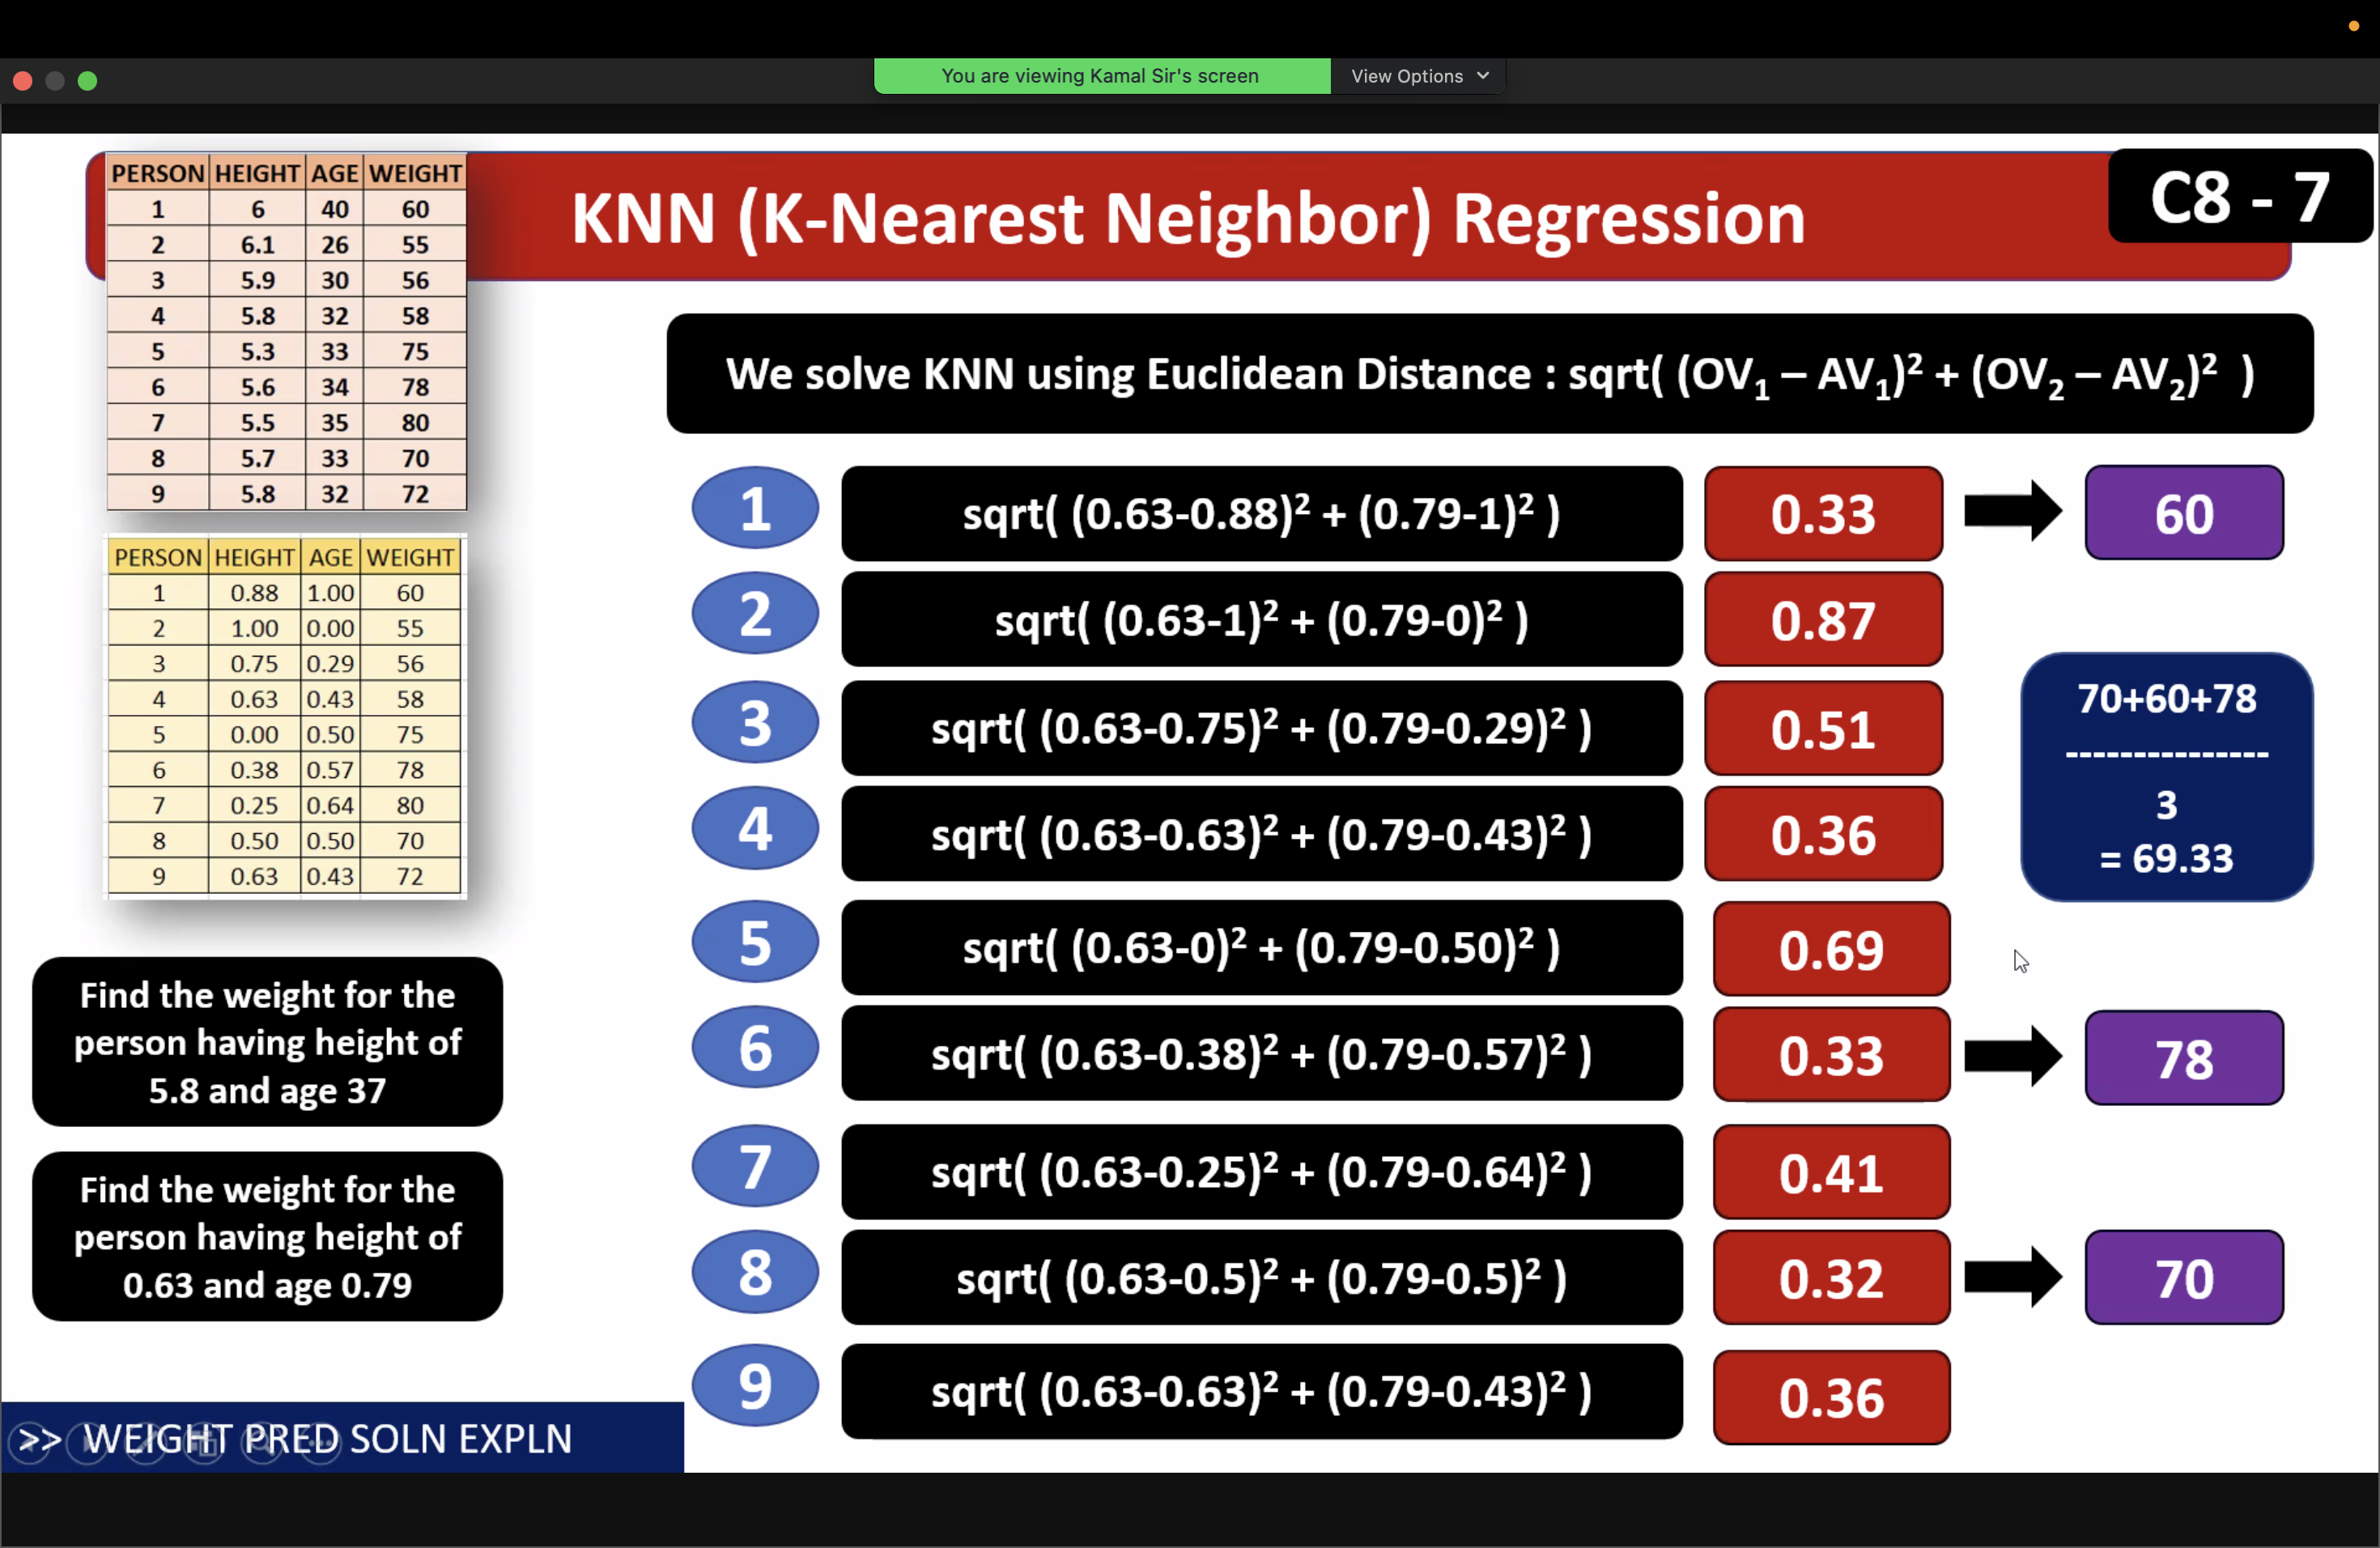 You are viewing Kamal Sir's screen View Options
KNN (K-Nearest Neighbor) Regression
C8 - 7
PERSON HEIGHT AGE WEIGHT
1 6 40 60
2 6.1 26 55
3 5.9 30 56
4 5.8 32 58
5 5.3 33 75
6 5.6 34 78
7 5.5 35 80
8 5.7 33 70
9 5.8 32 72
PERSON HEIGHT AGE WEIGHT
1 0.88 1.00 60
2 1.00 0.00 55
3 0.75 0.29 56
4 0.63 0.43 58
5 0.00 0.50 75
6 0.38 0.57 78
7 0.25 0.64 80
8 0.50 0.50 70
9 0.63 0.43 72
Find the weight for the
person having height of
5.8 and age 37
Find the weight for the
person having height of
0.63 and age 0.79
>> WEIGHT PRED SOLN EXPLN
We solve KNN using Euclidean Distance : sqrt( (OV₁ – AV₁)² + (OV₂ – AV₂)² )
1 sqrt( (0.63-0.88)² + (0.79-1)² ) 0.33 60
2 sqrt( (0.63-1)² + (0.79-0)² ) 0.87
3 sqrt( (0.63-0.75)² + (0.79-0.29)² ) 0.51
4 sqrt( (0.63-0.63)² + (0.79-0.43)² ) 0.36
5 sqrt( (0.63-0)² + (0.79-0.50)² ) 0.69
6 sqrt( (0.63-0.38)² + (0.79-0.57)² ) 0.33 78
7 sqrt( (0.63-0.25)² + (0.79-0.64)² ) 0.41
8 sqrt( (0.63-0.5)² + (0.79-0.5)² ) 0.32 70
9 sqrt( (0.63-0.63)² + (0.79-0.43)² ) 0.36
70+60+78
---------------
3
= 69.33